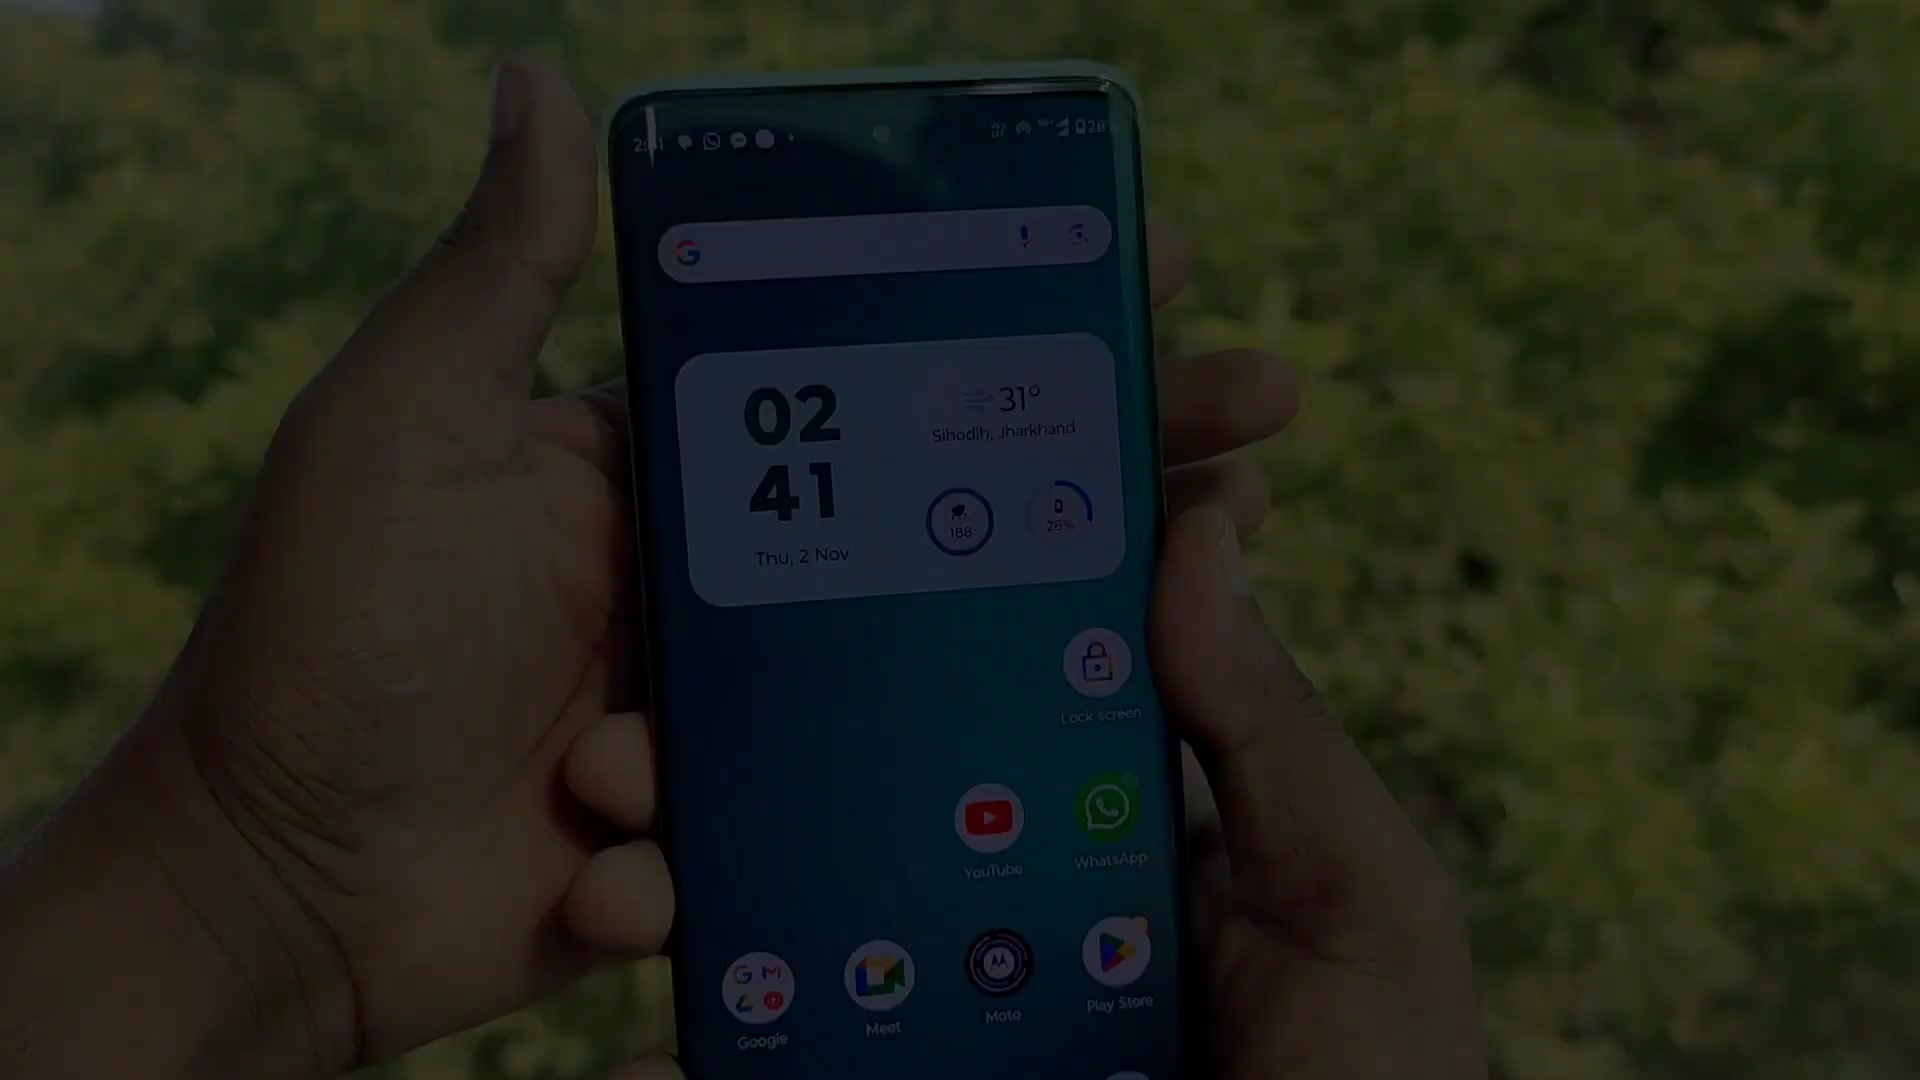 28
02
41
Thu, 2 Nov
31°
Sihodih, Jharkhand
188
28%
Lock screen
YouTube
WhatsApp
Google
Meet
Moto
Play Store